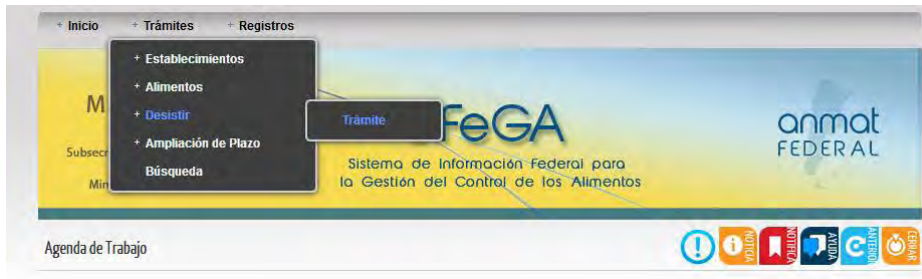 + Inicio + Trámites + Registros
+ Establecimientos
+ Alimentos
+ Desistir
Trámite
+ Ampliación de Plazo
Búsqueda
M
Subsecr
Min
FeGA
Sistema de Información Federal para
la Gestión del Control de los Alimentos
anmat
FEDERAL
Agenda de Trabajo
NOTICIA
NOTIFICA
AYUDA
ANTERIO
CERRAR